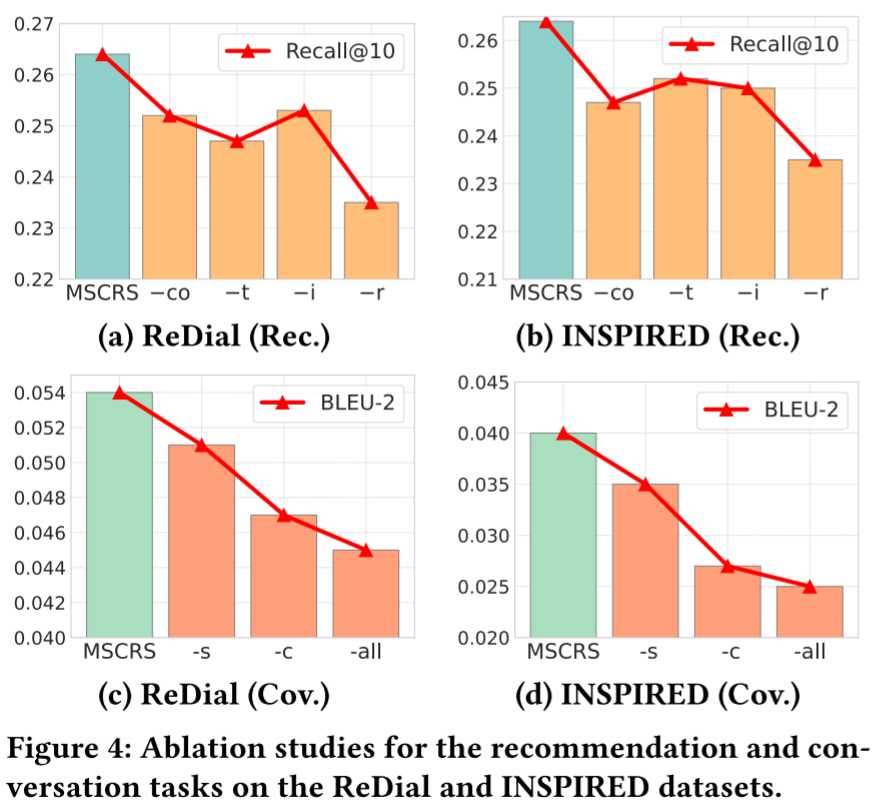 0.27
0.26
0.25
0.24
0.23
0.22
Recall@10
MSCRS −co −t −i −r
(a) ReDial (Rec.)
0.26
0.25
0.24
0.23
0.22
0.21
Recall@10
MSCRS −co −t −i −r
(b) INSPIRED (Rec.)
0.054
0.052
0.050
0.048
0.046
0.044
0.042
0.040
BLEU-2
MSCRS -s -c -all
(c) ReDial (Cov.)
0.045
0.040
0.035
0.030
0.025
0.020
BLEU-2
MSCRS -s -c -all
(d) INSPIRED (Cov.)
Figure 4: Ablation studies for the recommendation and con-
versation tasks on the ReDial and INSPIRED datasets.